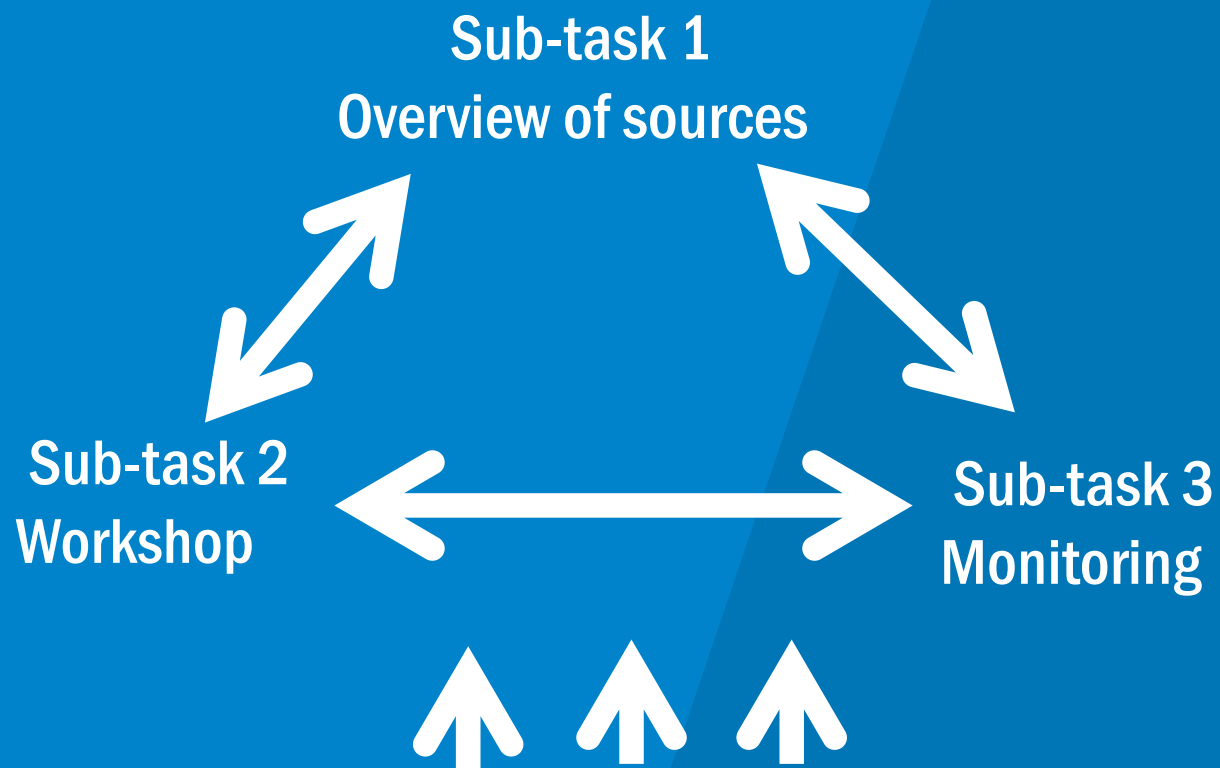 Sub-task 1
Overview of sources
Sub-task 2
Workshop
Sub-task 3
Monitoring